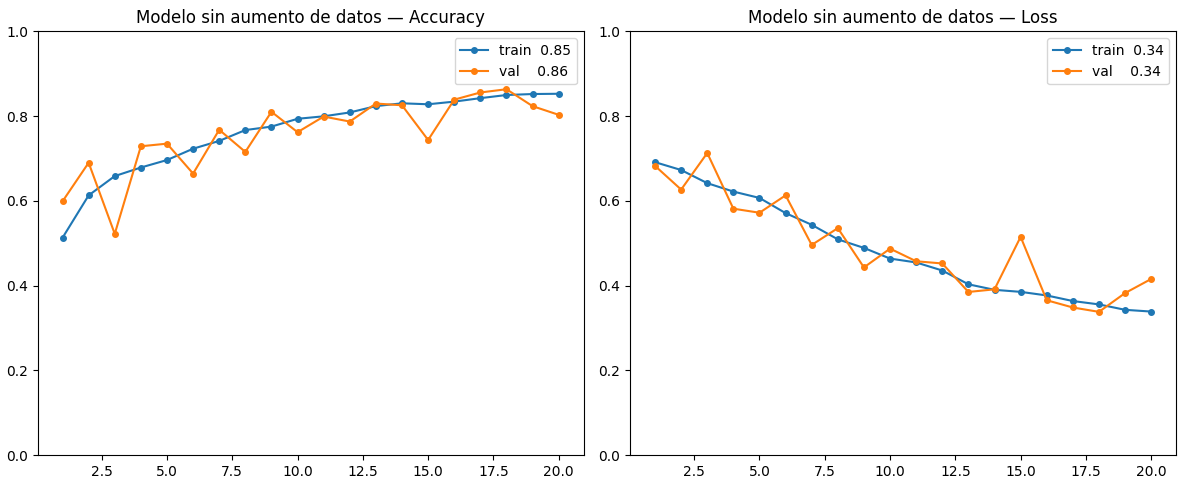 Modelo sin aumento de datos — Accuracy
train 0.85
val 0.86
1.0
0.8
0.6
0.4
0.2
0.0
2.5 5.0 7.5 10.0 12.5 15.0 17.5 20.0
Modelo sin aumento de datos — Loss
train 0.34
val 0.34
1.0
0.8
0.6
0.4
0.2
0.0
2.5 5.0 7.5 10.0 12.5 15.0 17.5 20.0